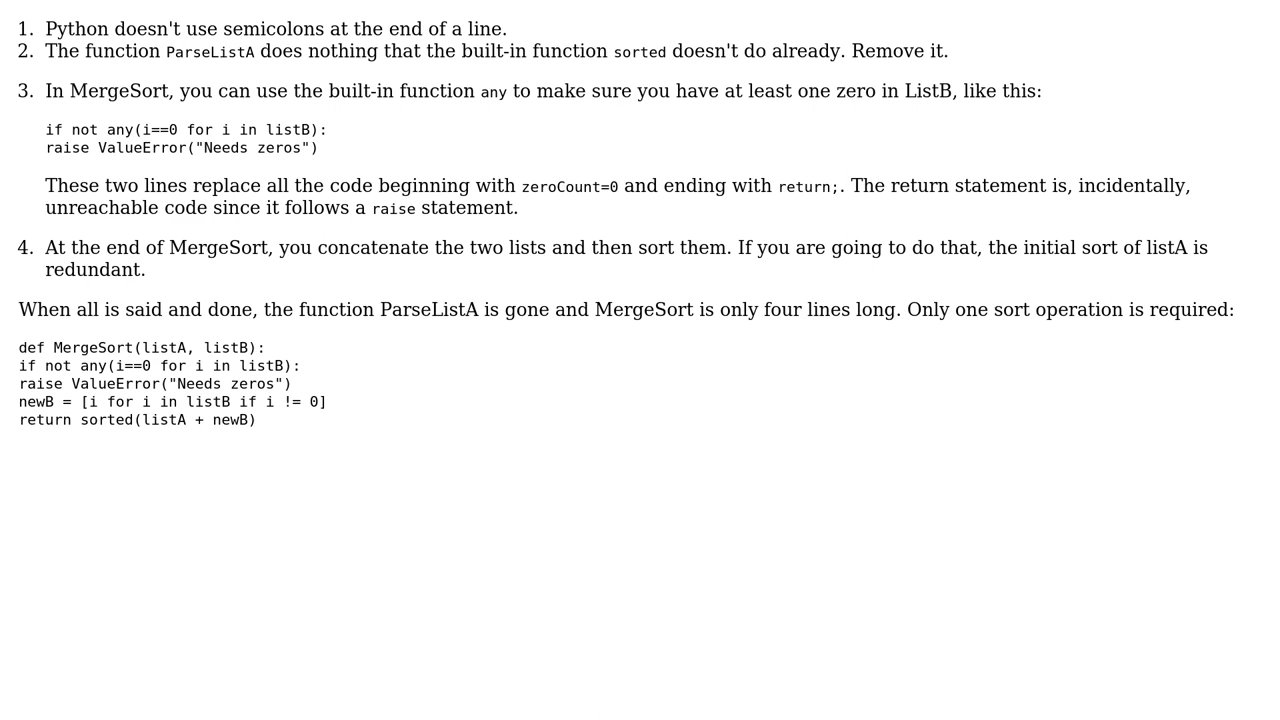 1. Python doesn't use semicolons at the end of a line.
2. The function ParseListA does nothing that the built-in function sorted doesn't do already. Remove it.
3. In MergeSort, you can use the built-in function any to make sure you have at least one zero in ListB, like this:
if not any(i==0 for i in listB):
raise ValueError("Needs zeros")
These two lines replace all the code beginning with zeroCount=0 and ending with return;. The return statement is, incidentally,
unreachable code since it follows a raise statement.
4. At the end of MergeSort, you concatenate the two lists and then sort them. If you are going to do that, the initial sort of listA is
redundant.
When all is said and done, the function ParseListA is gone and MergeSort is only four lines long. Only one sort operation is required:
def MergeSort(listA, listB):
if not any(i==0 for i in listB):
raise ValueError("Needs zeros")
newB = [i for i in listB if i != 0]
return sorted(listA + newB)